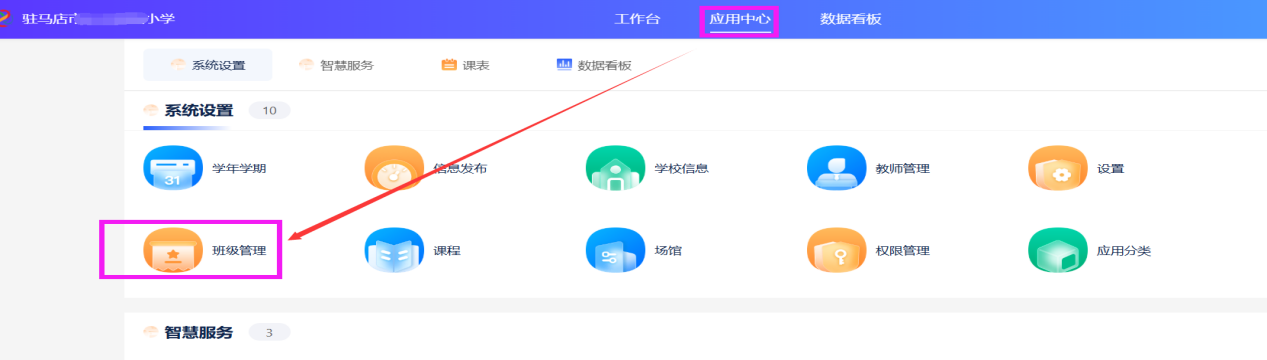 驻马店市 小学
工作台 应用中心 数据看板
系统设置 智慧服务 课表 数据看板
系统设置 10
31 学年学期 信息发布 学校信息 教师管理 设置
班级管理 课程 场馆 权限管理 应用分类
智慧服务 3